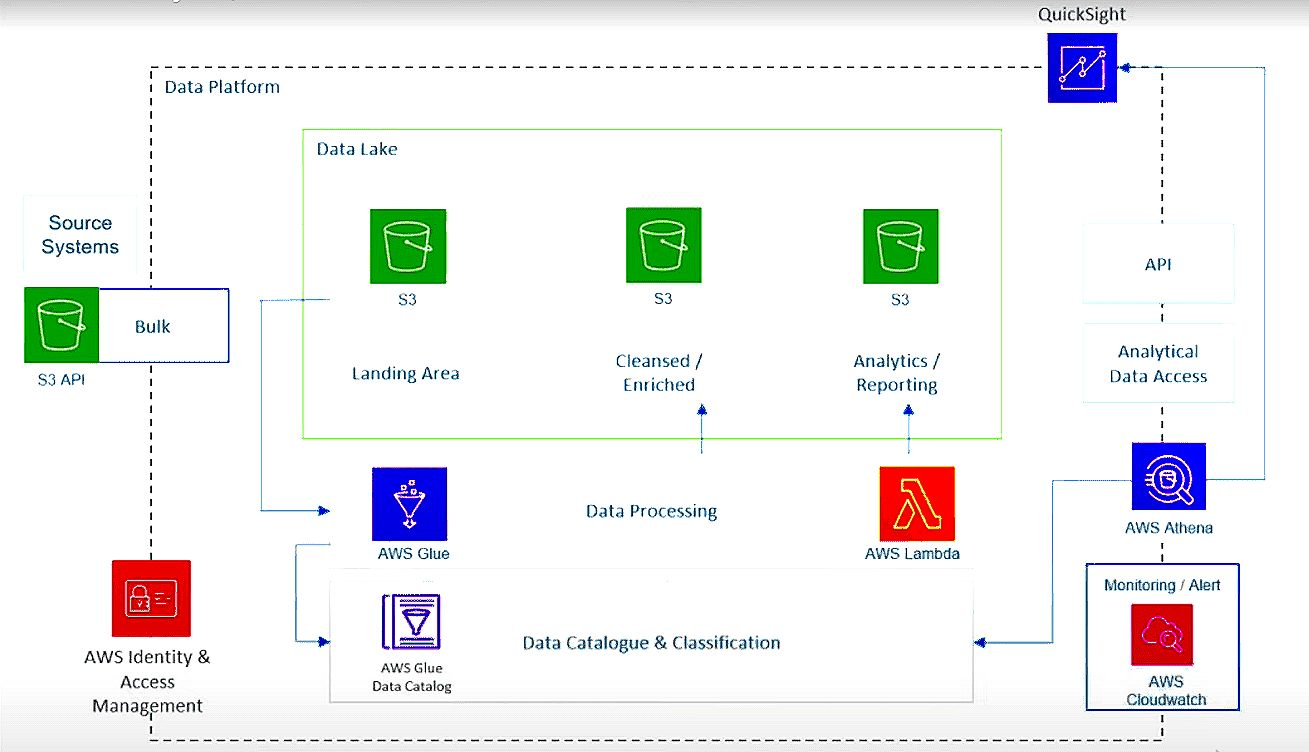 QuickSight
Data Platform
Data Lake
Source
Systems
S3
S3
S3
API
Bulk
S3 API
Landing Area
Cleansed /
Enriched
Analytics /
Reporting
Analytical
Data Access
Data Processing
AWS Glue
AWS Lambda
AWS Athena
Monitoring / Alert
Data Catalogue & Classification
AWS Glue
Data Catalog
AWS Identity &
Access
Management
AWS
Cloudwatch